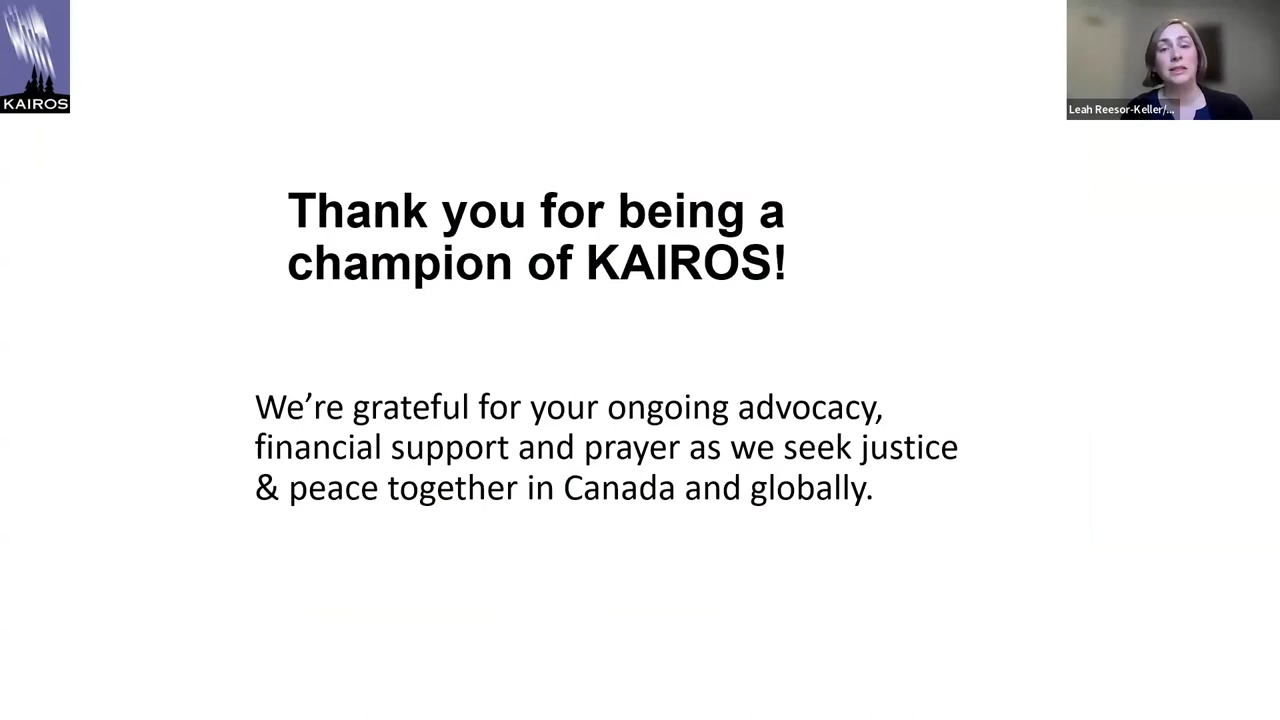 KAIROS
Leah Reesor-Keller/...
Thank you for being a
champion of KAIROS!
We’re grateful for your ongoing advocacy,
financial support and prayer as we seek justice
& peace together in Canada and globally.